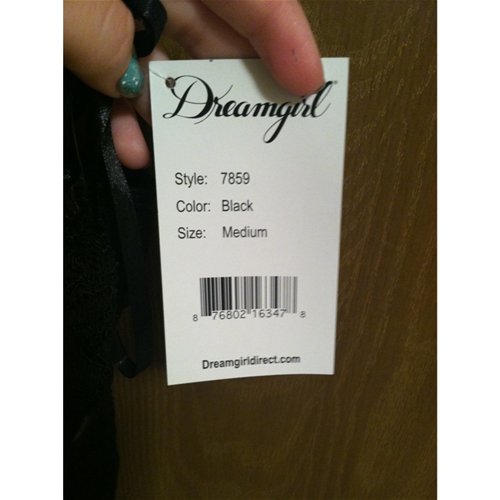 Dreamgirl
Style: 7859
Color: Black
Size: Medium
8 76802 16347 8
Dreamgirldirect.com